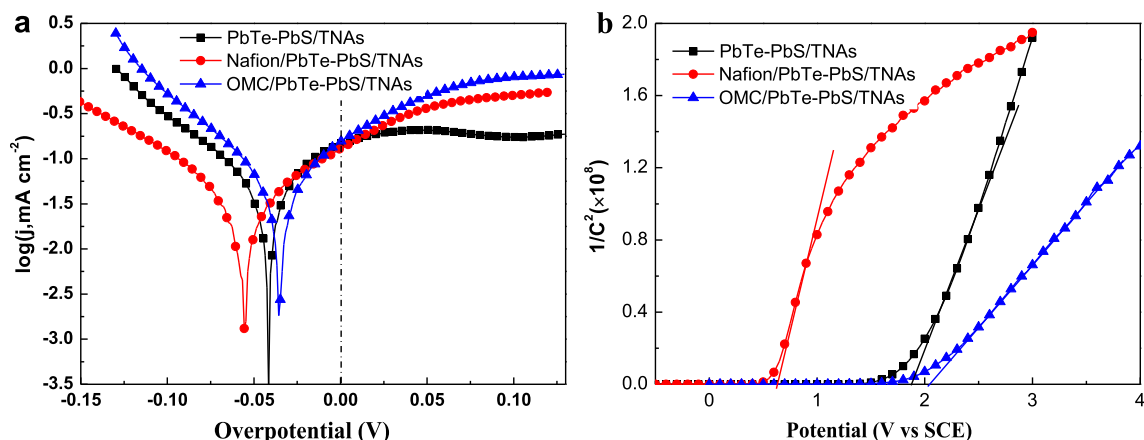 a
PbTe-PbS/TNAs
Nafion/PbTe-PbS/TNAs
OMC/PbTe-PbS/TNAs
log(j,mA cm-2)
0.5
0.0
-0.5
-1.0
-1.5
-2.0
-2.5
-3.0
-3.5
-0.15
-0.10
-0.05
0.00
0.05
0.10
Overpotential (V)
b
PbTe-PbS/TNAs
Nafion/PbTe-PbS/TNAs
OMC/PbTe-PbS/TNAs
1/C²(×10⁸)
2.0
1.6
1.2
0.8
0.4
0.0
0
1
2
3
4
Potential (V vs SCE)